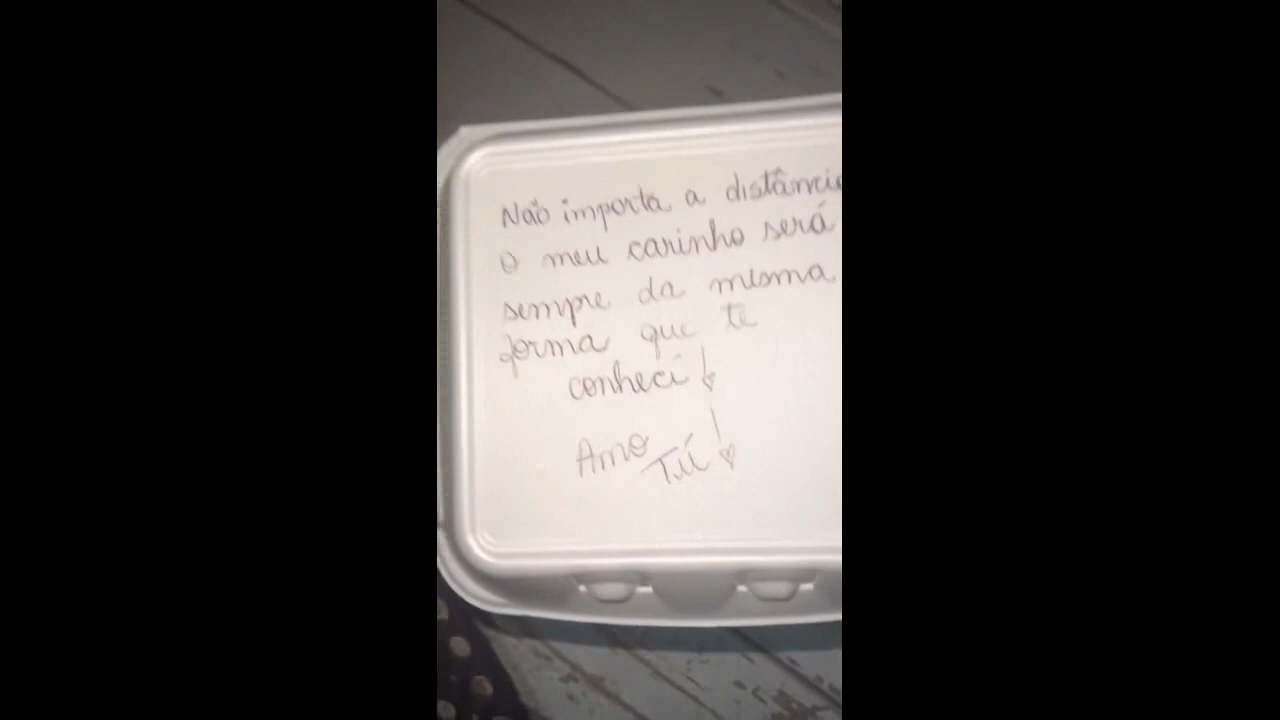 Não importa a distância
o meu carinho será
sempre da mesma
forma que te
conheci!
Amo Tú!